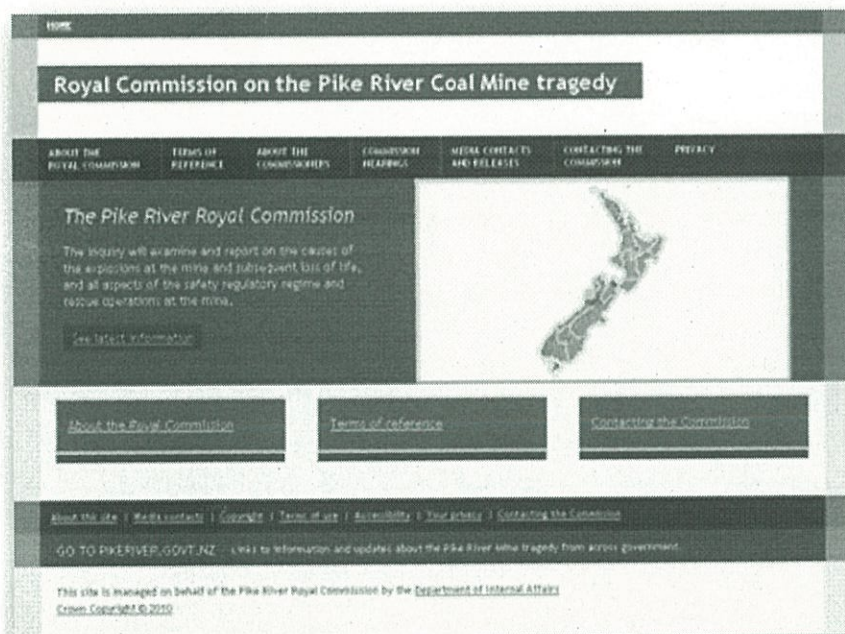 HOME
Royal Commission on the Pike River Coal Mine tragedy
ABOUT THE ROYAL COMMISSION
TERMS OF REFERENCE
ABOUT THE COMMISSIONERS
COMMISSION HEARINGS
MEDIA CONTACTS AND RELEASES
CONTACTING THE COMMISSION
PRIVACY
The Pike River Royal Commission
The inquiry will examine and report on the causes of
the explosions at the mine and subsequent loss of life,
and all aspects of the safety regulatory regime and
rescue operations at the mine.
See latest information
About the Royal Commission
Terms of reference
Contacting the Commission
About this site | Media contacts | Copyright | Terms of use | Accessibility | Your privacy | Contacting the Commission
GO TO PIKERIVER.GOVT.NZ Links to information and updates about the Pike River mine tragedy from across government.
This site is managed on behalf of the Pike River Royal Commission by the Department of Internal Affairs
Crown Copyright © 2010